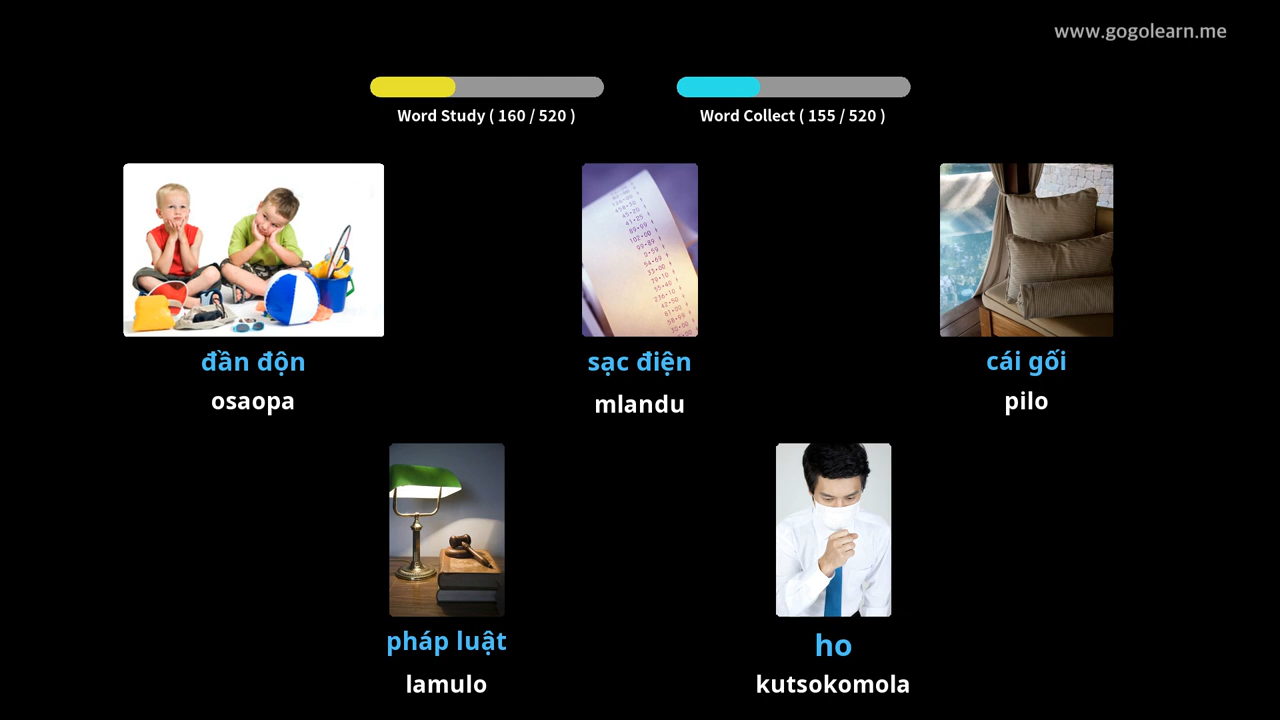 www.gogolearn.me
Word Study ( 160 / 520 )
Word Collect ( 155 / 520 )
đần độn
osaopa
sạc điện
mlandu
cái gối
pilo
pháp luật
lamulo
ho
kutsokomola